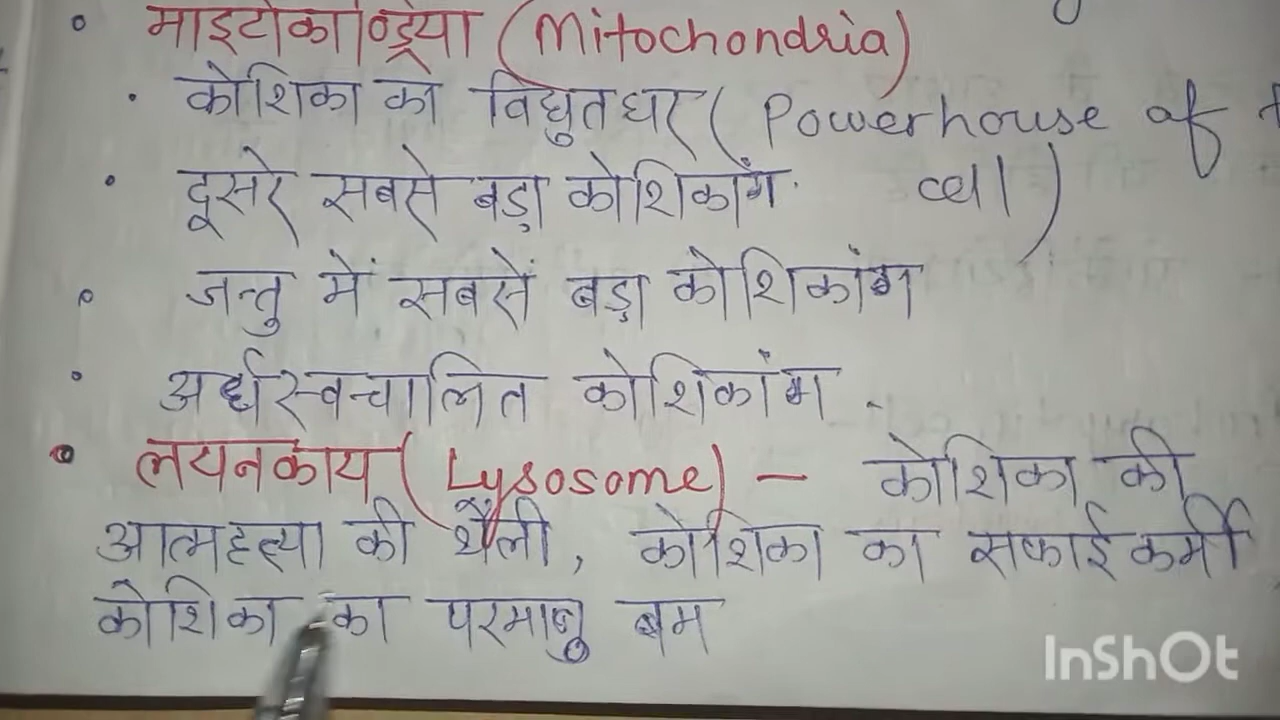 माइटोकाण्ड्रिया (Mitochondria)
कोशिका का विद्युतघर (Powerhouse of
दूसरे सबसे बड़ा कोशिकाँग. cell)
जन्तु में सबसें बड़ा कोशिकांग
अर्धस्वचालित कोशिकांग .
लयनकाय (Lysosome) — कोशिका की
आत्महत्या की थैली, कोशिका का सफाईकर्मी
कोशिका का परमाणु बम
InShOt